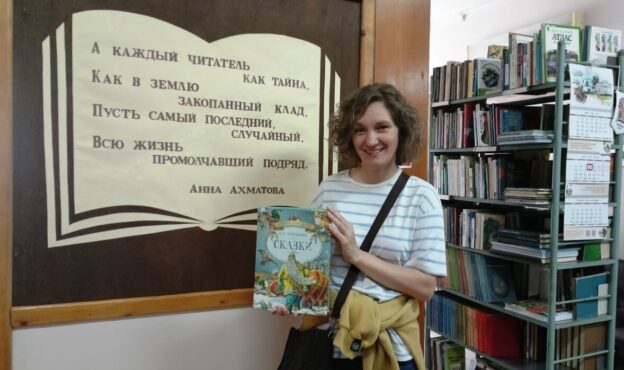 А КАЖДЫЙ ЧИТАТЕЛЬ
КАК ТАЙНА,
КАК В ЗЕМЛЮ
ЗАКОПАННЫЙ КЛАД,
ПУСТЬ САМЫЙ ПОСЛЕДНИЙ,
СЛУЧАЙНЫЙ,
ВСЮ ЖИЗНЬ
ПРОМОЛЧАВШИЙ ПОДРЯД.
АННА АХМАТОВА
СКАЗКИ
АТЛАС